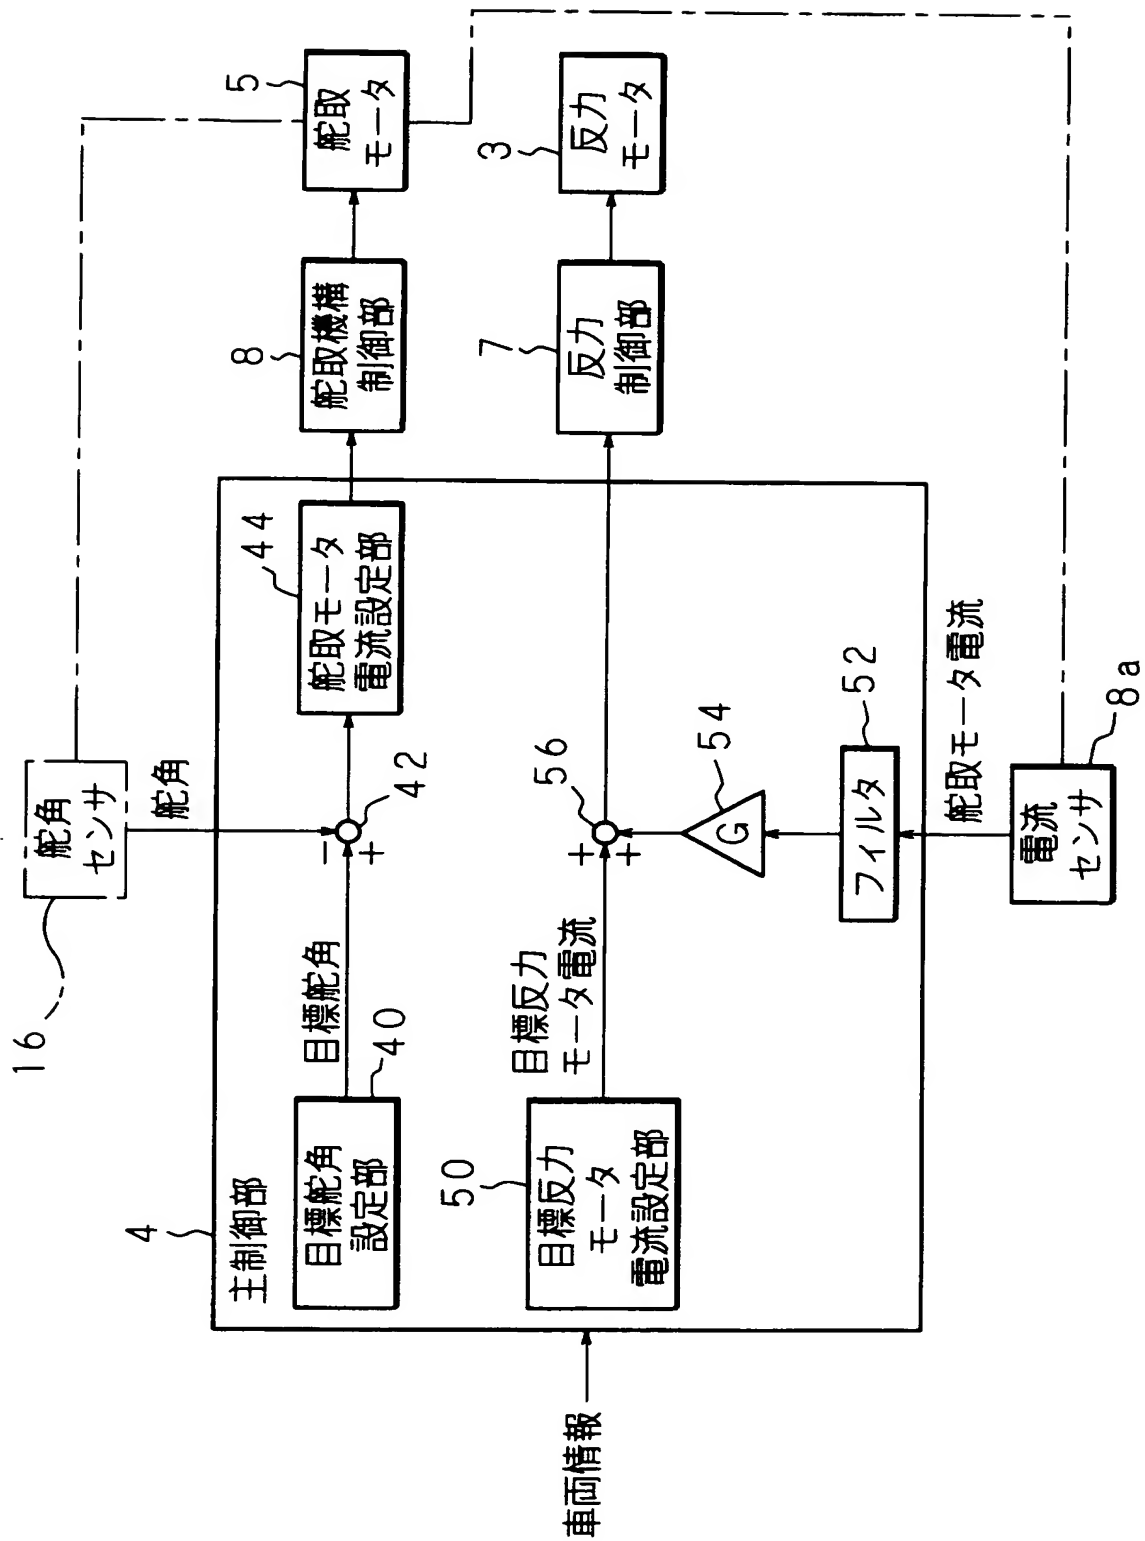 16
舵角
センサ
舵角
5
舵取
モータ
8
舵取機構
制御部
44
舵取モータ
電流設定部
－
＋
42
目標舵角
40
目標舵角
設定部
4
主制御部
3
反力
モータ
7
反力
制御部
56
＋
＋
目標反力
モータ電流
50
目標反力
モータ
電流設定部
54
G
52
フィルタ
舵取モータ電流
電流
センサ
8a
車両情報